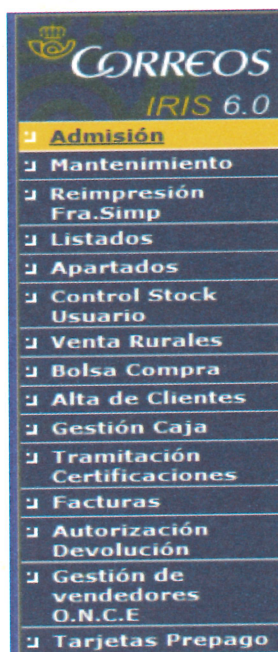 CORREOS
IRIS 6.0
Admisión
Mantenimiento
Reimpresión
Fra.Simp
Listados
Apartados
Control Stock
Usuario
Venta Rurales
Bolsa Compra
Alta de Clientes
Gestión Caja
Tramitación
Certificaciones
Facturas
Autorización
Devolución
Gestión de
vendedores
O.N.C.E
Tarjetas Prepago